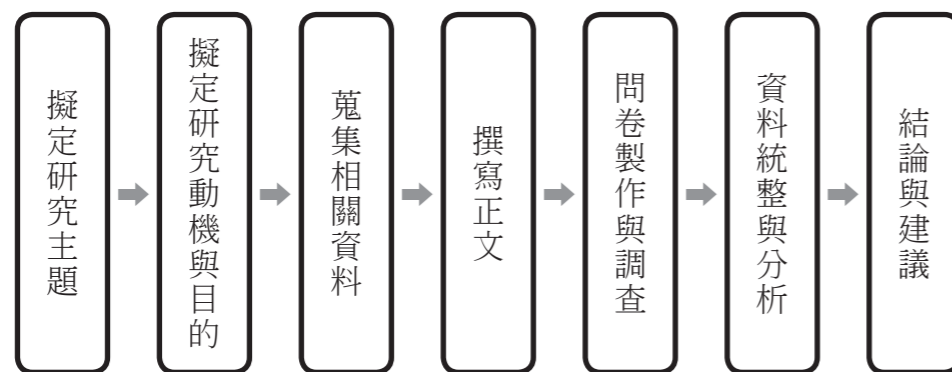 擬定研究主題
擬定研究動機與目的
蒐集相關資料
撰寫正文
問卷製作與調查
資料統整與分析
結論與建議